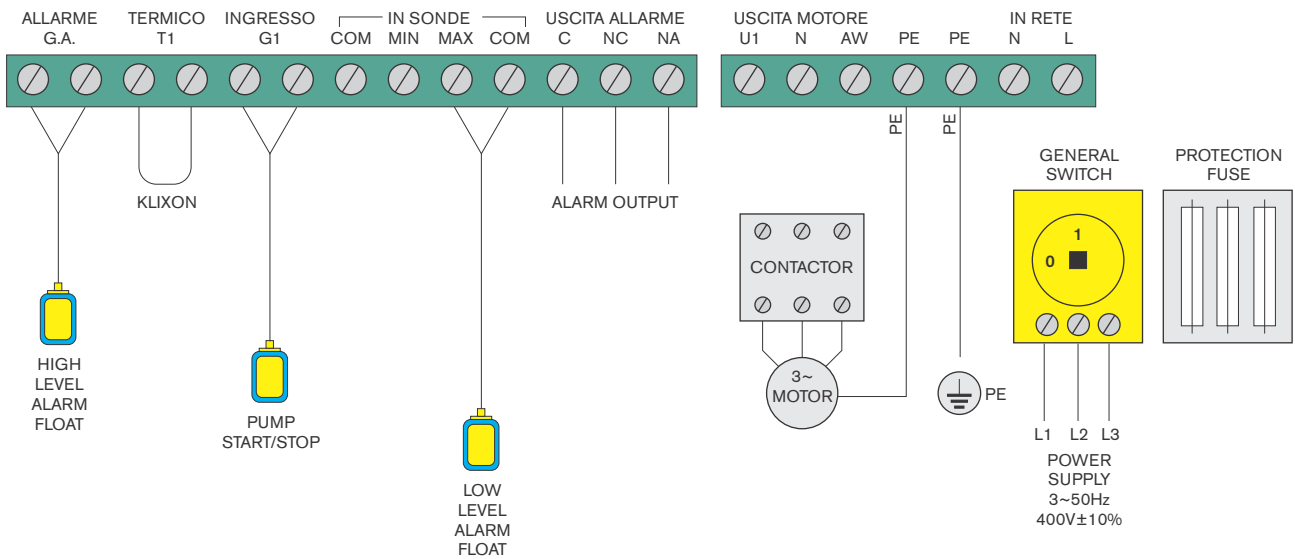 ALLARME TERMICO INGRESSO IN SONDE USCITA ALLARME USCITA MOTORE IN RETE
G.A. T1 G1 COM MIN MAX COM C NC NA U1 N AW PE PE N L
PE PE
GENERAL
SWITCH
PROTECTION
FUSE
KLIXON
ALARM OUTPUT
1
0
CONTACTOR
HIGH
LEVEL
ALARM
FLOAT
PUMP
START/STOP
3~
MOTOR
PE
L1 L2 L3
POWER
SUPPLY
3~50Hz
400V±10%
LOW
LEVEL
ALARM
FLOAT